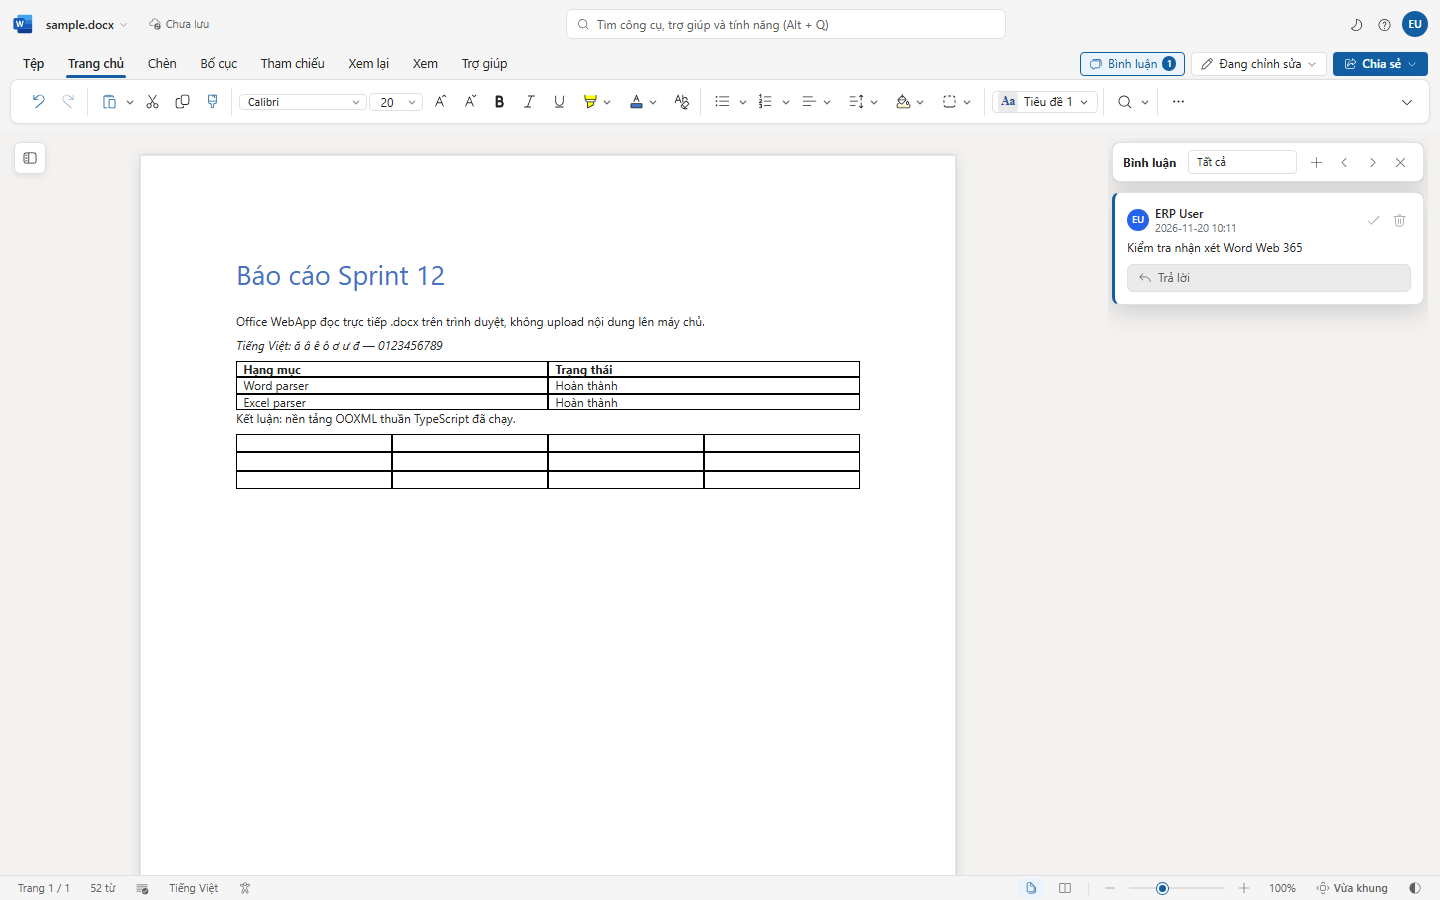 W sample.docx Chưa lưu Tìm công cụ, trợ giúp và tính năng (Alt + Q) EU
Tệp Trang chủ Chèn Bố cục Tham chiếu Xem lại Xem Trợ giúp Bình luận 1 Đang chỉnh sửa Chia sẻ
Calibri 20 B I U Aa Tiêu đề 1
Bình luận Tất cả
EU ERP User
2026-11-20 10:11
Kiểm tra nhận xét Word Web 365
Trả lời
Báo cáo Sprint 12
Office WebApp đọc trực tiếp .docx trên trình duyệt, không upload nội dung lên máy chủ.
Tiếng Việt: ă â ê ô ơ ư đ — 0123456789
Hạng mục Trạng thái
Word parser Hoàn thành
Excel parser Hoàn thành
Kết luận: nền tảng OOXML thuần TypeScript đã chạy.
Trang 1 / 1 52 từ Tiếng Việt 100% Vừa khung